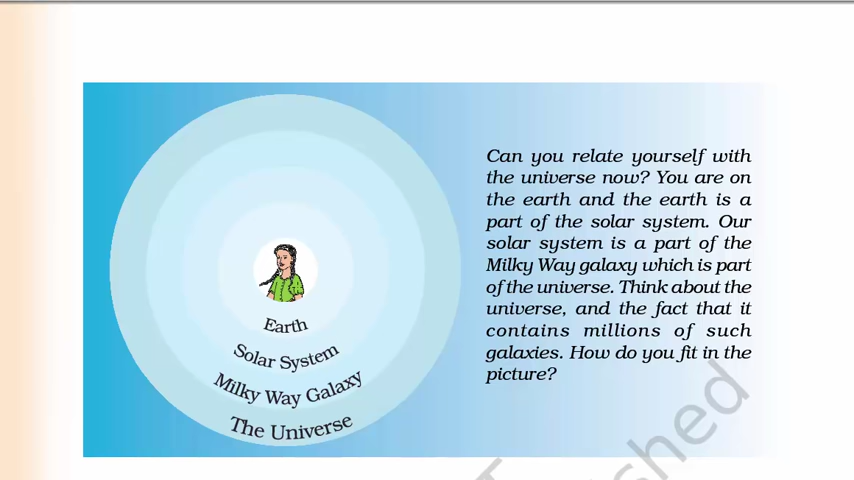 Can you relate yourself with
the universe now? You are on
the earth and the earth is a
part of the solar system. Our
solar system is a part of the
Milky Way galaxy which is part
of the universe. Think about the
universe, and the fact that it
contains millions of such
galaxies. How do you fit in the
picture?
Earth
Solar System
Milky Way Galaxy
The Universe